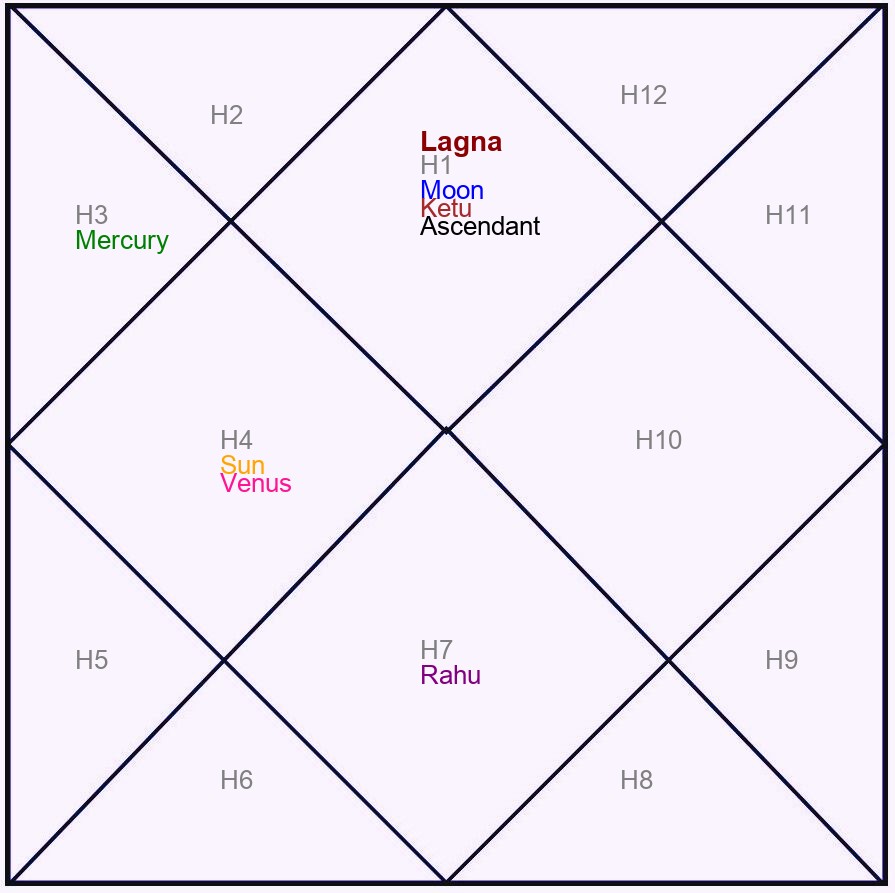 H12
H2
Lagna
H1
Moon
Ketu
Ascendant
H3
Mercury
H11
H4
Sun
Venus
H10
H7
Rahu
H5
H9
H6
H8